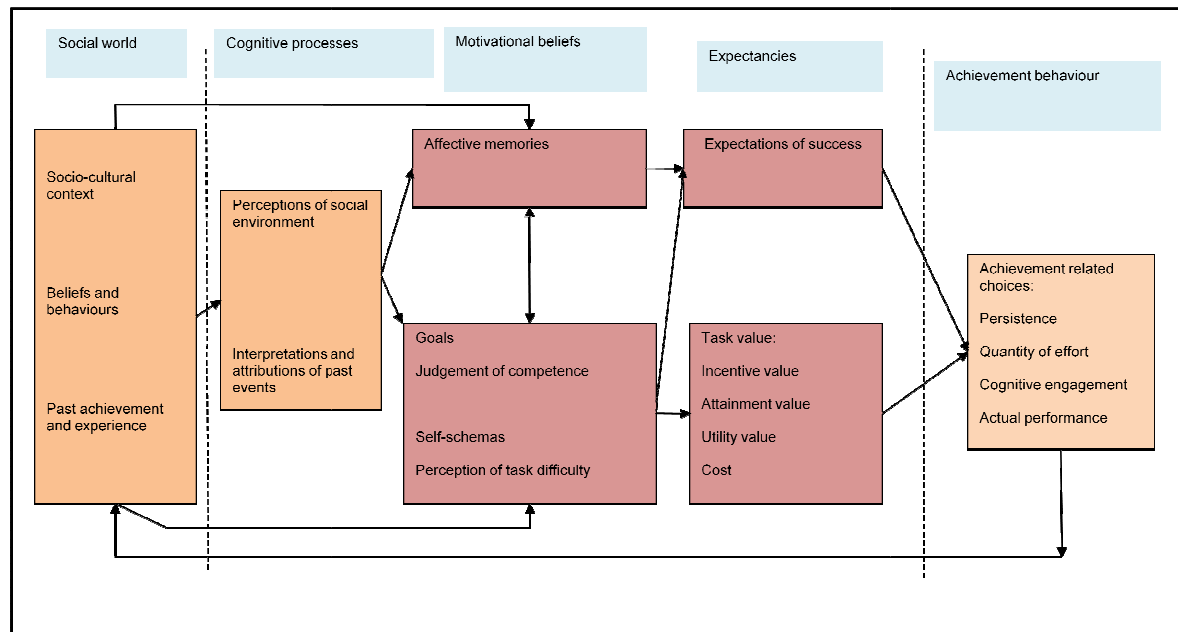 Social world
Cognitive processes
Motivational beliefs
Expectancies
Achievement behaviour
Socio-cultural
context
Beliefs and
behaviours
Past achievement
and experience
Perceptions of social
environment
Interpretations and
attributions of past
events
Affective memories
Goals
Judgement of competence
Self-schemas
Perception of task difficulty
Expectations of success
Task value:
Incentive value
Attainment value
Utility value
Cost
Achievement related
choices:
Persistence
Quantity of effort
Cognitive engagement
Actual performance